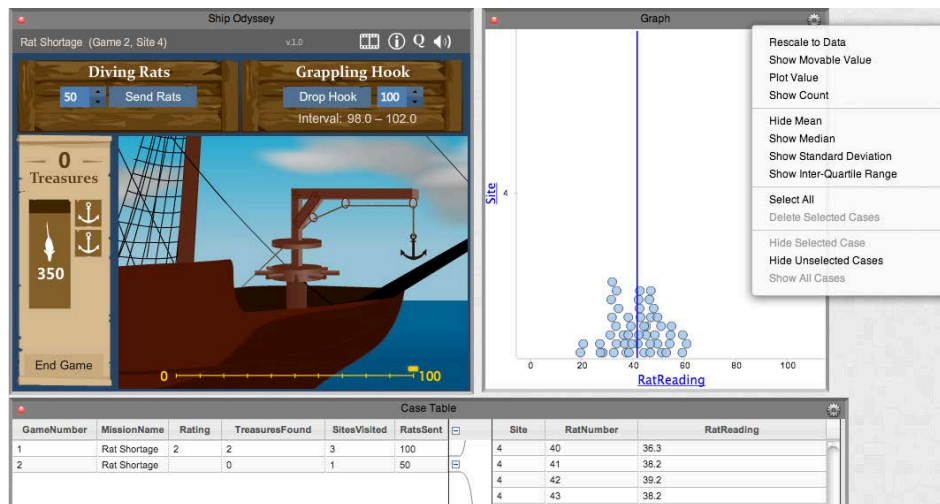 Ship Odyssey
Rat Shortage (Game 2, Site 4) v.1.0 Q
Diving Rats
50 Send Rats
Grappling Hook
Drop Hook 100
Interval: 98.0 – 102.0
0
Treasures
350
End Game
0 100
Graph
Site
4
0 20 40 60 80 100
RatReading
Rescale to Data
Show Movable Value
Plot Value
Show Count
Hide Mean
Show Median
Show Standard Deviation
Show Inter-Quartile Range
Select All
Delete Selected Cases
Hide Selected Case
Hide Unselected Cases
Show All Cases
Case Table
GameNumber MissionName Rating TreasuresFound SitesVisited RatsSent
1 Rat Shortage 2 2 3 100
2 Rat Shortage 0 1 50
Site RatNumber RatReading
4 40 36.3
4 41 38.2
4 42 39.2
4 43 38.2